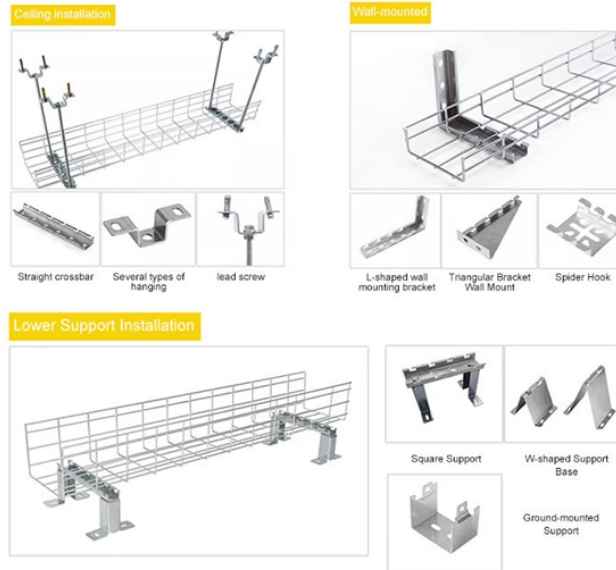 Ceiling installation
Wall-mounted
Straight crossbar
Several types of
hanging
lead screw
L-shaped wall
mounting bracket
Triangular Bracket
Wall Mount
Spider Hook
Lower Support Installation
Square Support
W-shaped Support
Base
Ground-mounted
Support